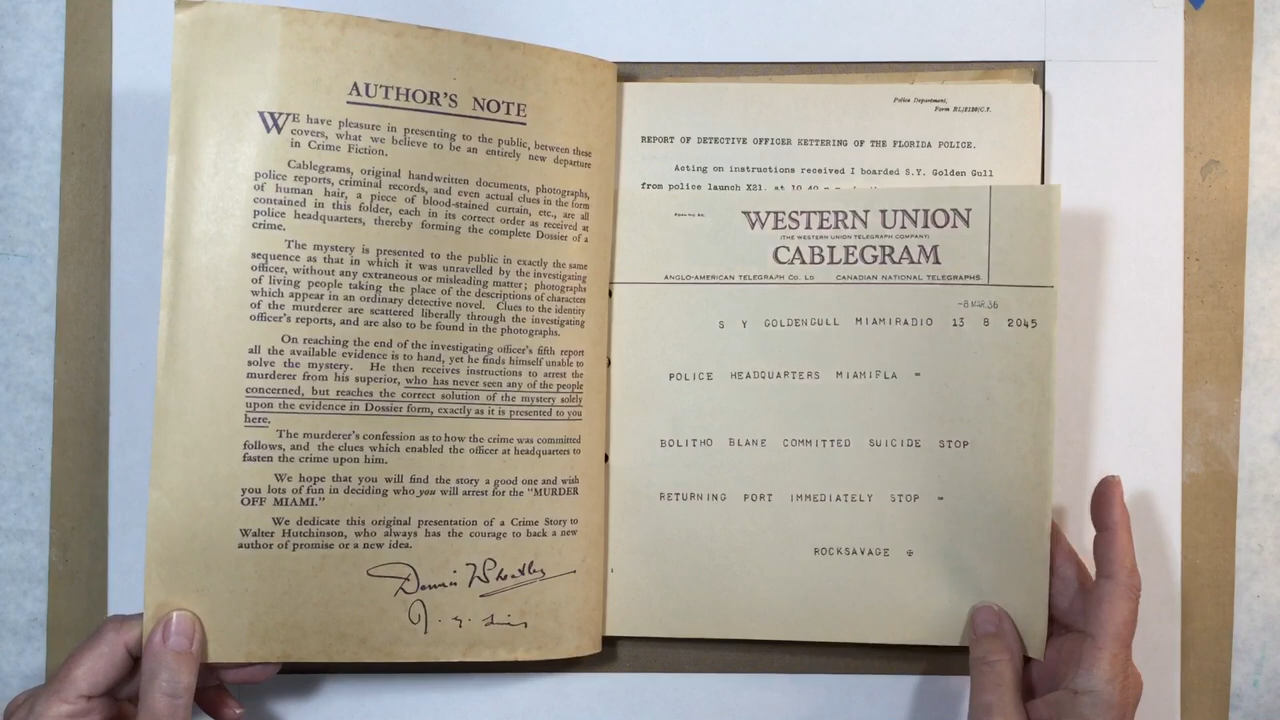 AUTHOR'S NOTE
WE have pleasure in presenting to the public, between these
covers, what we believe to be an entirely new departure
in Crime Fiction.
Cablegrams, original handwritten documents, photographs,
police reports, criminal records, and even actual clues in the form
of human hair, a piece of blood-stained curtain, etc., are all
contained in this folder, each in its correct order as received at
police headquarters, thereby forming the complete Dossier of a
crime.
The mystery is presented to the public in exactly the same
sequence as that in which it was unravelled by the investigating
officer, without any extraneous or misleading matter; photographs
of living people taking the place of the descriptions of characters
which appear in an ordinary detective novel. Clues to the identity
of the murderer are scattered liberally through the investigating
officer's reports, and are also to be found in the photographs.
On reaching the end of the investigating officer's fifth report
all the available evidence is to hand, yet he finds himself unable to
solve the mystery. He then receives instructions to arrest the
murderer from his superior, who has never seen any of the people
concerned, but reaches the correct solution of the mystery solely
upon the evidence in Dossier form, exactly as it is presented to you
here.
The murderer's confession as to how the crime was committed
follows, and the clues which enabled the officer at headquarters to
fasten the crime upon him.
We hope that you will find the story a good one and wish
you lots of fun in deciding who you will arrest for the "MURDER
OFF MIAMI."
We dedicate this original presentation of a Crime Story to
Walter Hutchinson, who always has the courage to back a new
author of promise or a new idea.
Dennis Wheatley
Police Department,
REPORT OF DETECTIVE OFFICER KETTERING OF THE FLORIDA POLICE.
Acting on instructions received I boarded S.Y. Golden Gull
from police launch X21, at 10.40
WESTERN UNION
(THE WESTERN UNION TELEGRAPH COMPANY)
CABLEGRAM
ANGLO-AMERICAN TELEGRAPH Co. Ld CANADIAN NATIONAL TELEGRAPHS.
-8 MAR 36
S Y GOLDENGULL MIAMIRADIO 13 8 2045
POLICE HEADQUARTERS MIAMIFLA =
BOLITHO BLANE COMMITTED SUICIDE STOP
RETURNING PORT IMMEDIATELY STOP =
ROCKSAVAGE